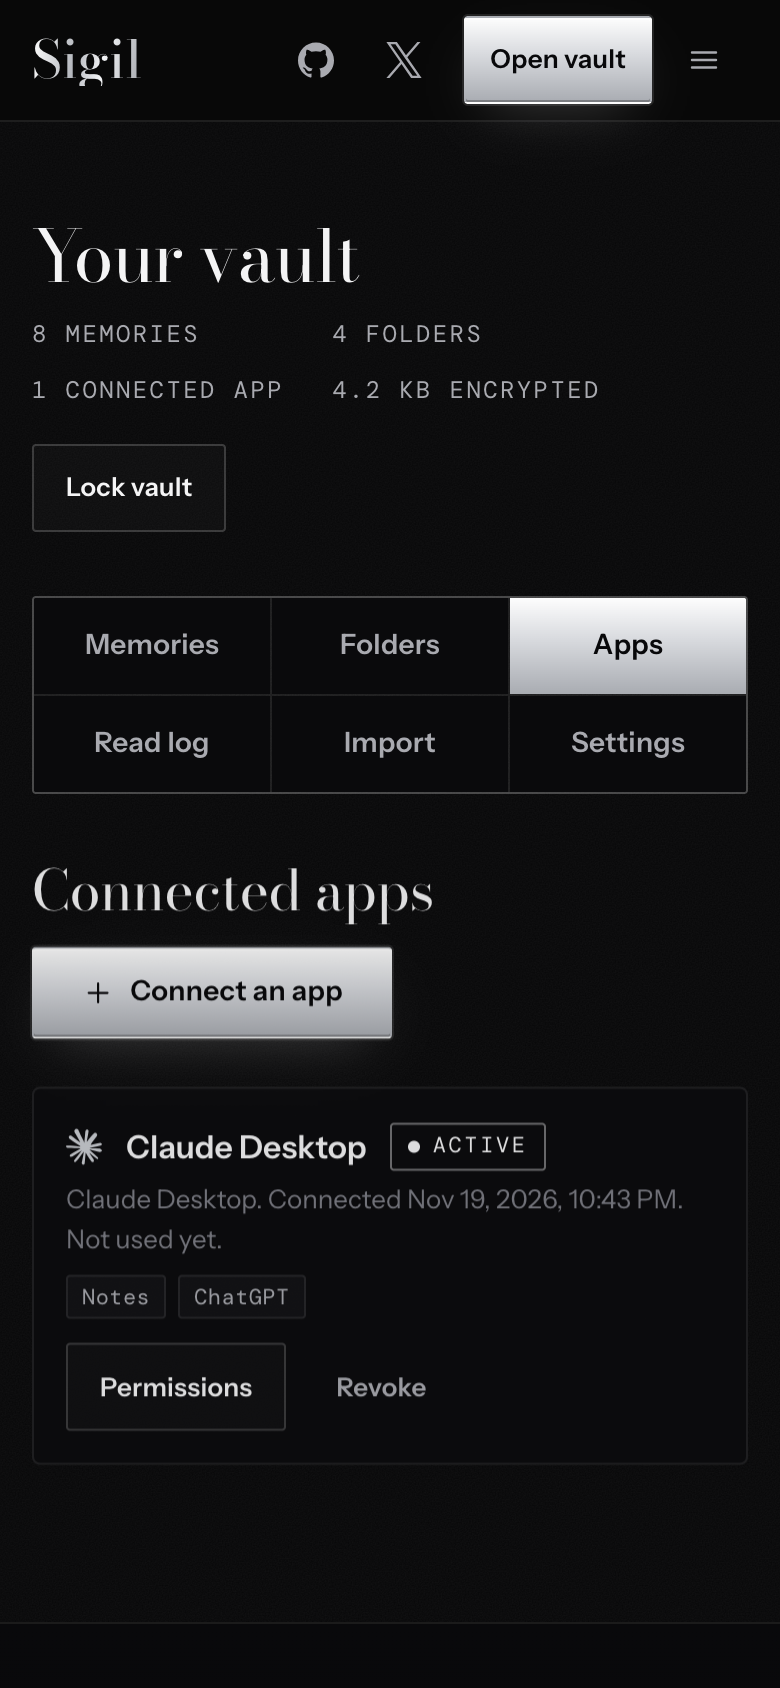 Sigil
Open vault
Your vault
8 MEMORIES
4 FOLDERS
1 CONNECTED APP
4.2 KB ENCRYPTED
Lock vault
Memories
Folders
Apps
Read log
Import
Settings
Connected apps
+ Connect an app
Claude Desktop
ACTIVE
Claude Desktop. Connected Nov 19, 2026, 10:43 PM.
Not used yet.
Notes
ChatGPT
Permissions
Revoke